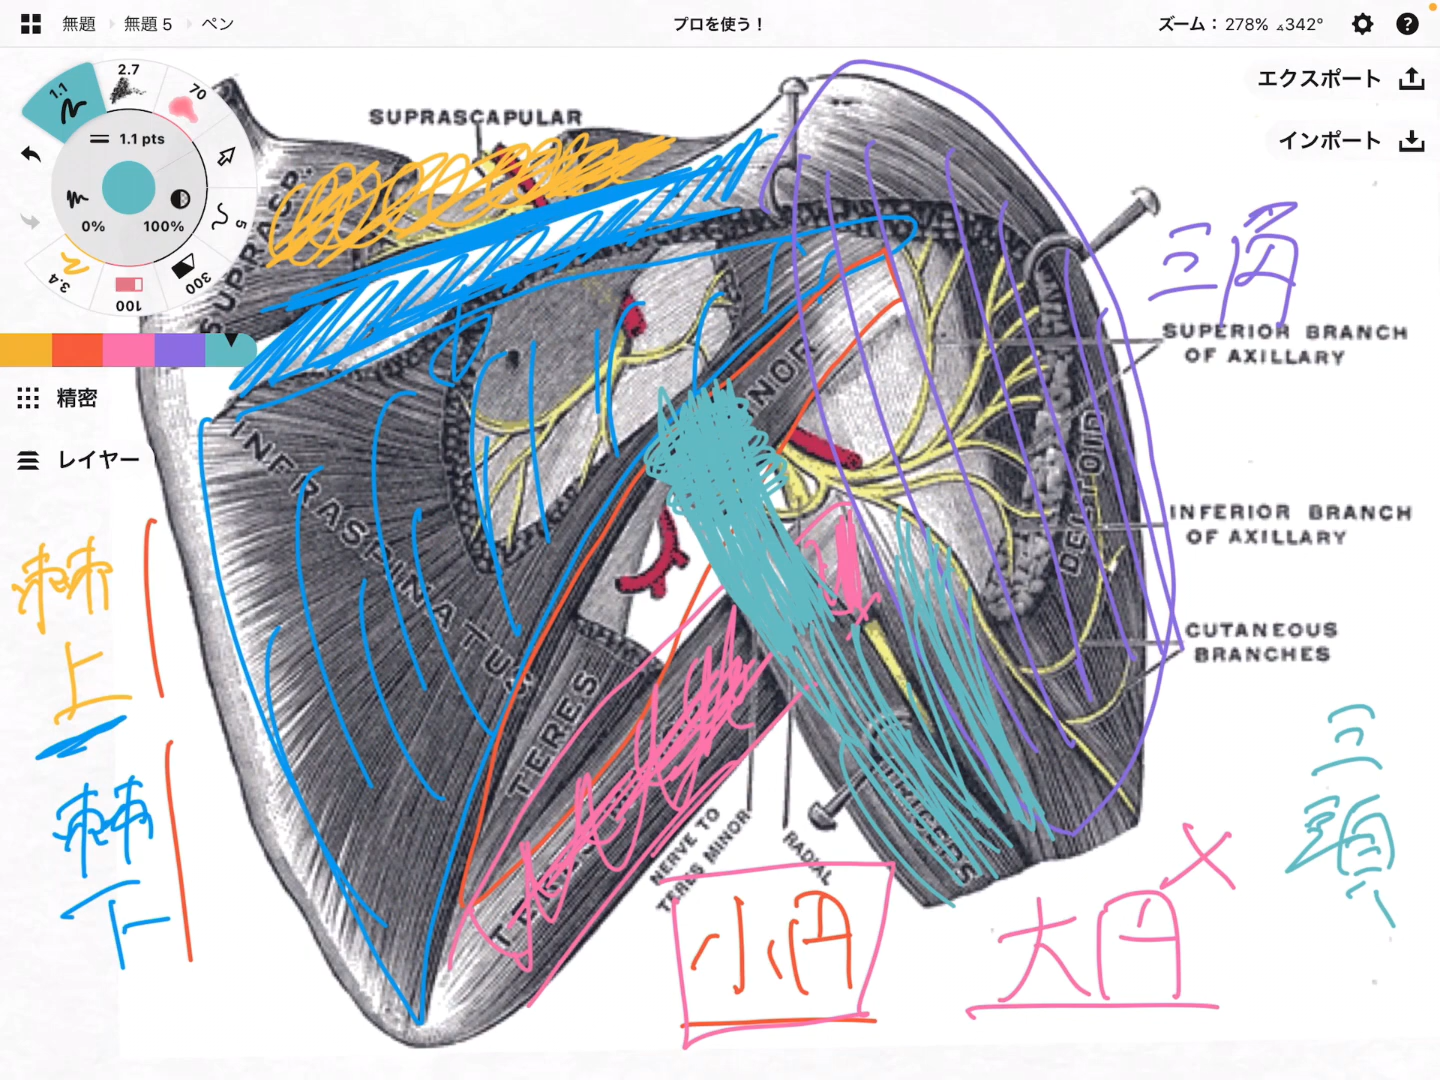 無題 無題 5 ペン
プロを使う！
ズーム： 278% ⊿342°
エクスポート
インポート
2.7
1.1
70
1.1 pts
0%
100%
5
3.4
100
300
精密
レイヤー
SUPRASCAPULAR
SUPRASP.
三角
SUPERIOR BRANCH
OF AXILLARY
INFRASPINATUS
MINOR
DELTOID
INFERIOR BRANCH
OF AXILLARY
CUTANEOUS
BRANCHES
TERES
棘
上
棘
下
三
頭
TRICEPS
NERVE TO
TERES MINOR
RADIAL
小円
大円